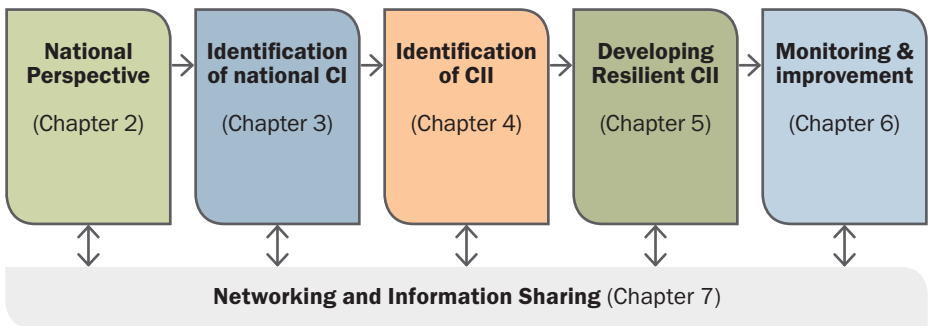 National
Perspective
(Chapter 2)
Identification
of national CI
(Chapter 3)
Identification
of CII
(Chapter 4)
Developing
Resilient CII
(Chapter 5)
Monitoring &
improvement
(Chapter 6)
Networking and Information Sharing (Chapter 7)